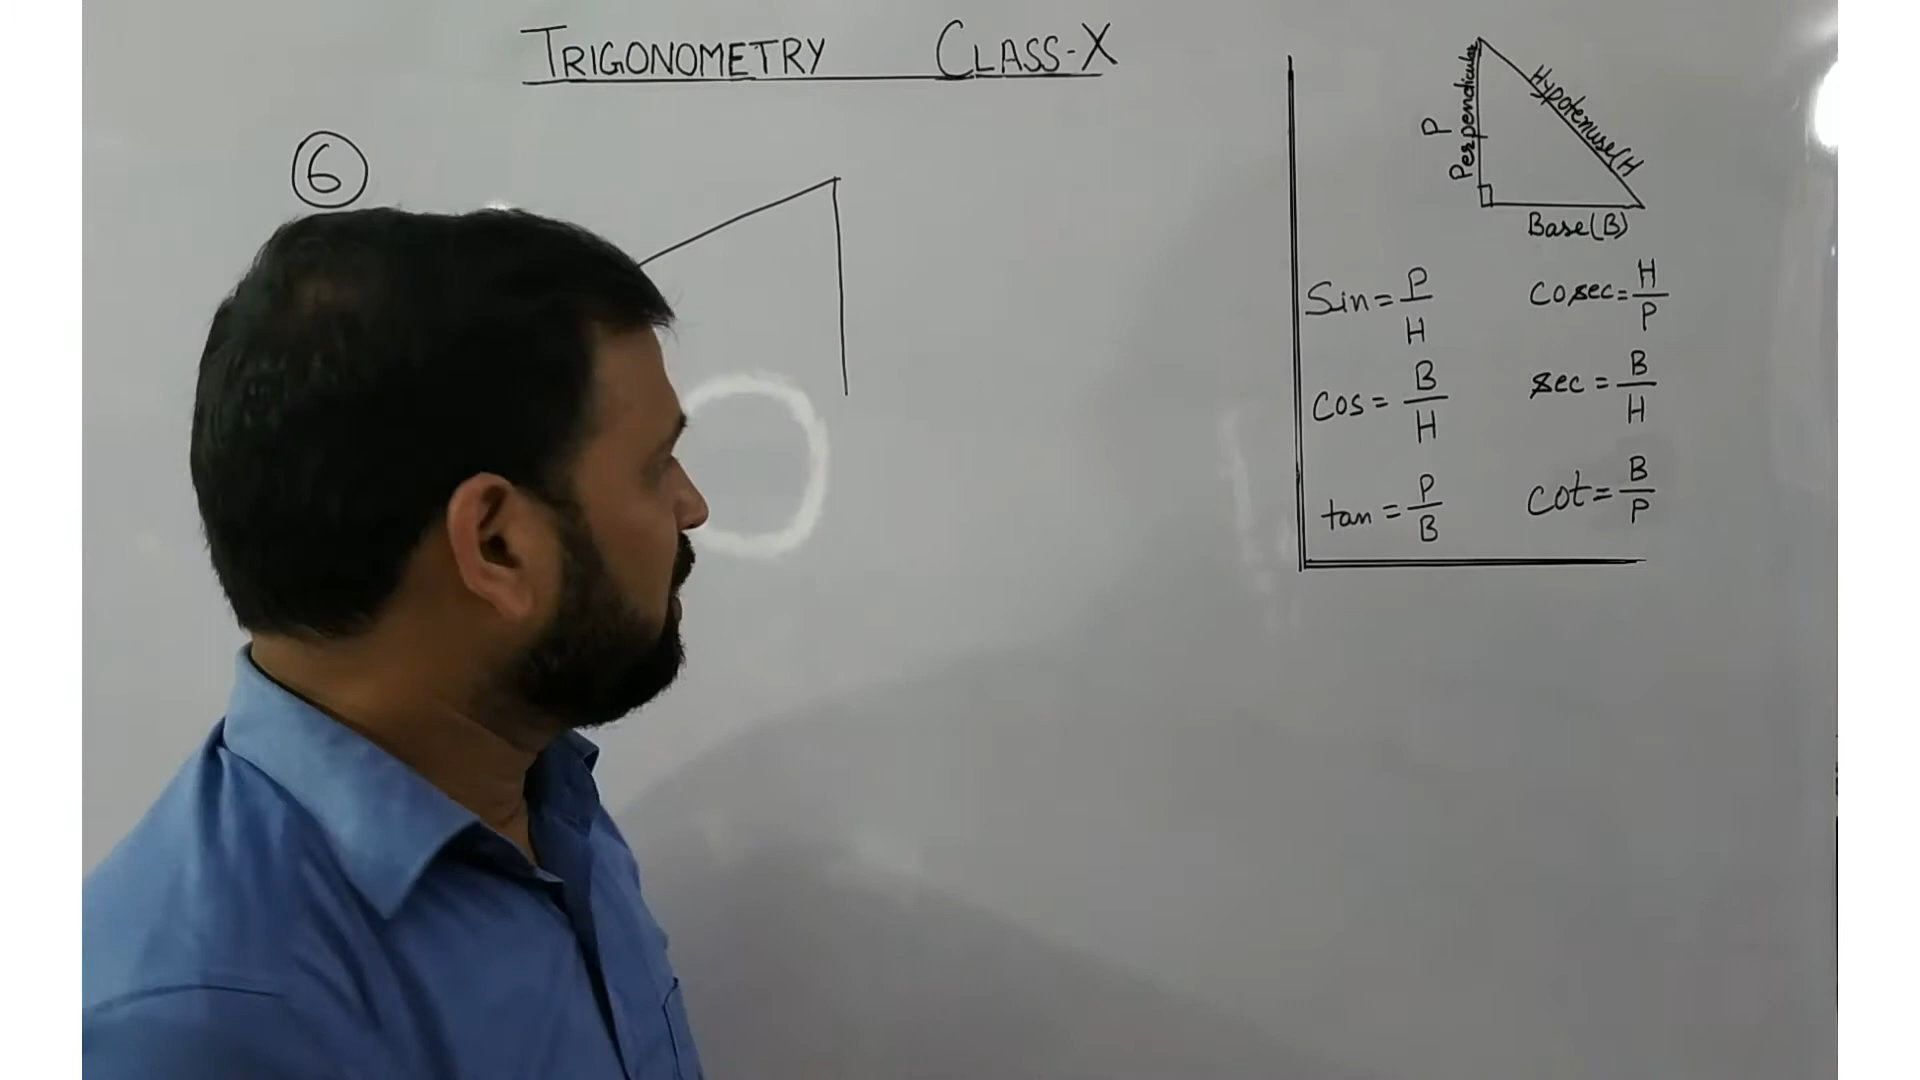 TRIGONOMETRY CLASS-X
6
P
Perpendicular
Hypotenuse(H
Base(B)
Sin = P/H cosec = H/P
cos = B/H sec = B/H
tan = P/B cot = B/P